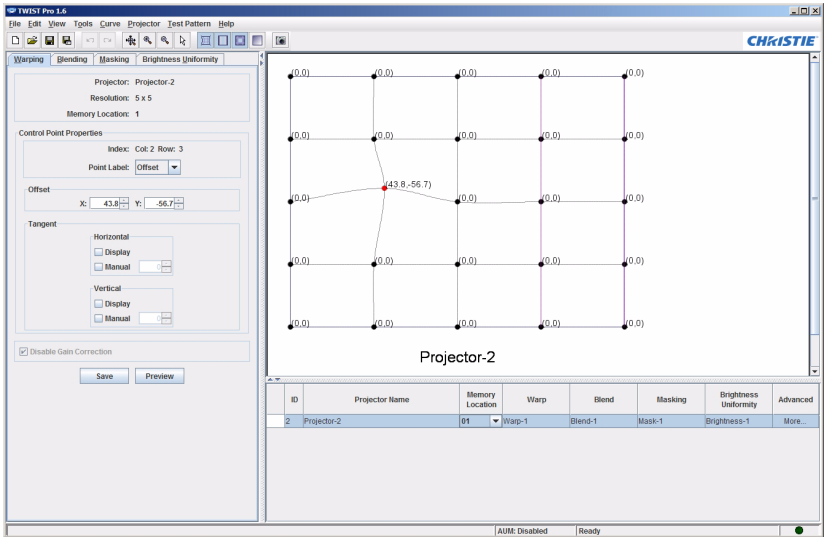 TWIST Pro 1.6
File Edit View Tools Curve Projector Test Pattern Help
CHRISTIE
Warping Blending Masking Brightness Uniformity
Projector: Projector-2
Resolution: 5 x 5
Memory Location: 1
Control Point Properties
Index: Col: 2 Row: 3
Point Label: Offset
Offset
X: 43.8 Y: -56.7
Tangent
Horizontal
Display
Manual 0
Vertical
Display
Manual 0
Disable Gain Correction
Save Preview
(0,0) (0,0) (0,0) (0,0) (0,0)
(0,0) (0,0) (0,0) (0,0) (0,0)
(43.8,-56.7)
(0,0) (0,0) (0,0) (0,0)
(0,0) (0,0) (0,0) (0,0) (0,0)
(0,0) (0,0) (0,0) (0,0) (0,0)
Projector-2
ID Projector Name Memory Location Warp Blend Masking Brightness Uniformity Advanced
2 Projector-2 01 Warp-1 Blend-1 Mask-1 Brightness-1 More...
AUM: Disabled Ready